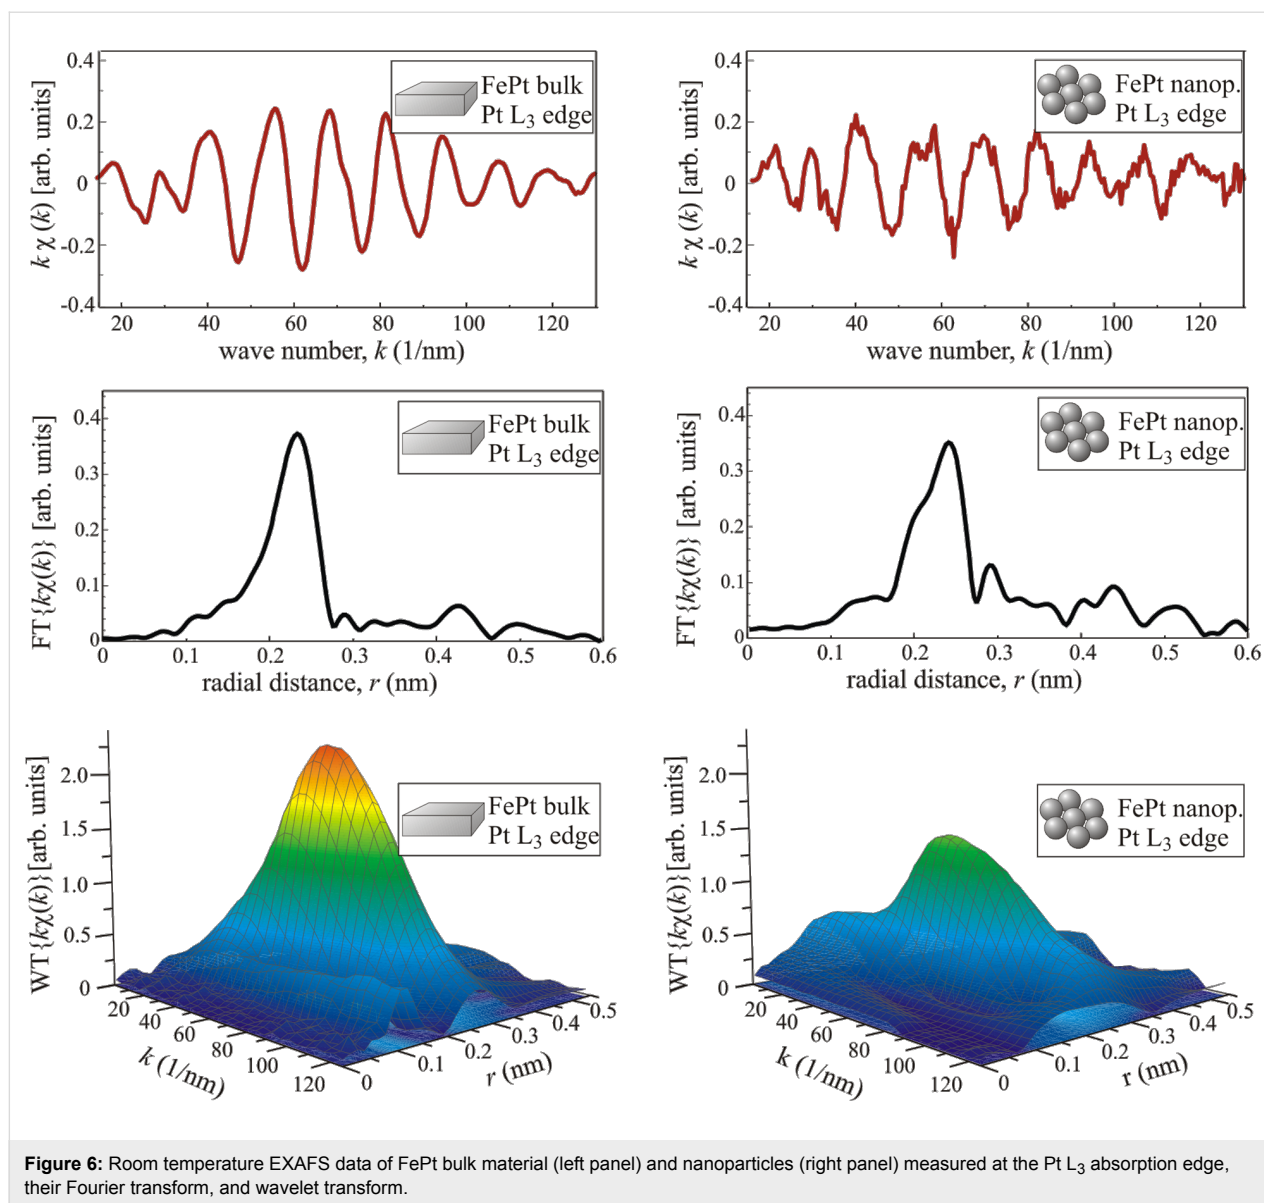 0.4
0.2
0
-0.2
-0.4
k χ (k) [arb. units]
FePt bulk
Pt L3 edge
20 40 60 80 100 120
wave number, k (1/nm)
0.4
0.2
0
-0.2
-0.4
k χ (k) [arb. units]
FePt nanop.
Pt L3 edge
20 40 60 80 100 120
wave number, k (1/nm)
0.4
0.3
0.2
0.1
0
FT{kχ(k)} [arb. units]
FePt bulk
Pt L3 edge
0 0.1 0.2 0.3 0.4 0.5 0.6
radial distance, r (nm)
0.4
0.3
0.2
0.1
0
FT{kχ(k)} [arb. units]
FePt nanop.
Pt L3 edge
0 0.1 0.2 0.3 0.4 0.5 0.6
radial distance, r (nm)
2.0
1.5
1.0
0.5
0
WT{kχ(k)}[arb. units]
FePt bulk
Pt L3 edge
20 40 60 80 100 120
k (1/nm)
0 0.1 0.2 0.3 0.4 0.5
r (nm)
2.0
1.5
1.0
0.5
0
WT{kχ(k)}[arb. units]
FePt nanop.
Pt L3 edge
20 40 60 80 100 120
k (1/nm)
0 0.1 0.2 0.3 0.4 0.5
r (nm)
Figure 6: Room temperature EXAFS data of FePt bulk material (left panel) and nanoparticles (right panel) measured at the Pt L3 absorption edge,
their Fourier transform, and wavelet transform.